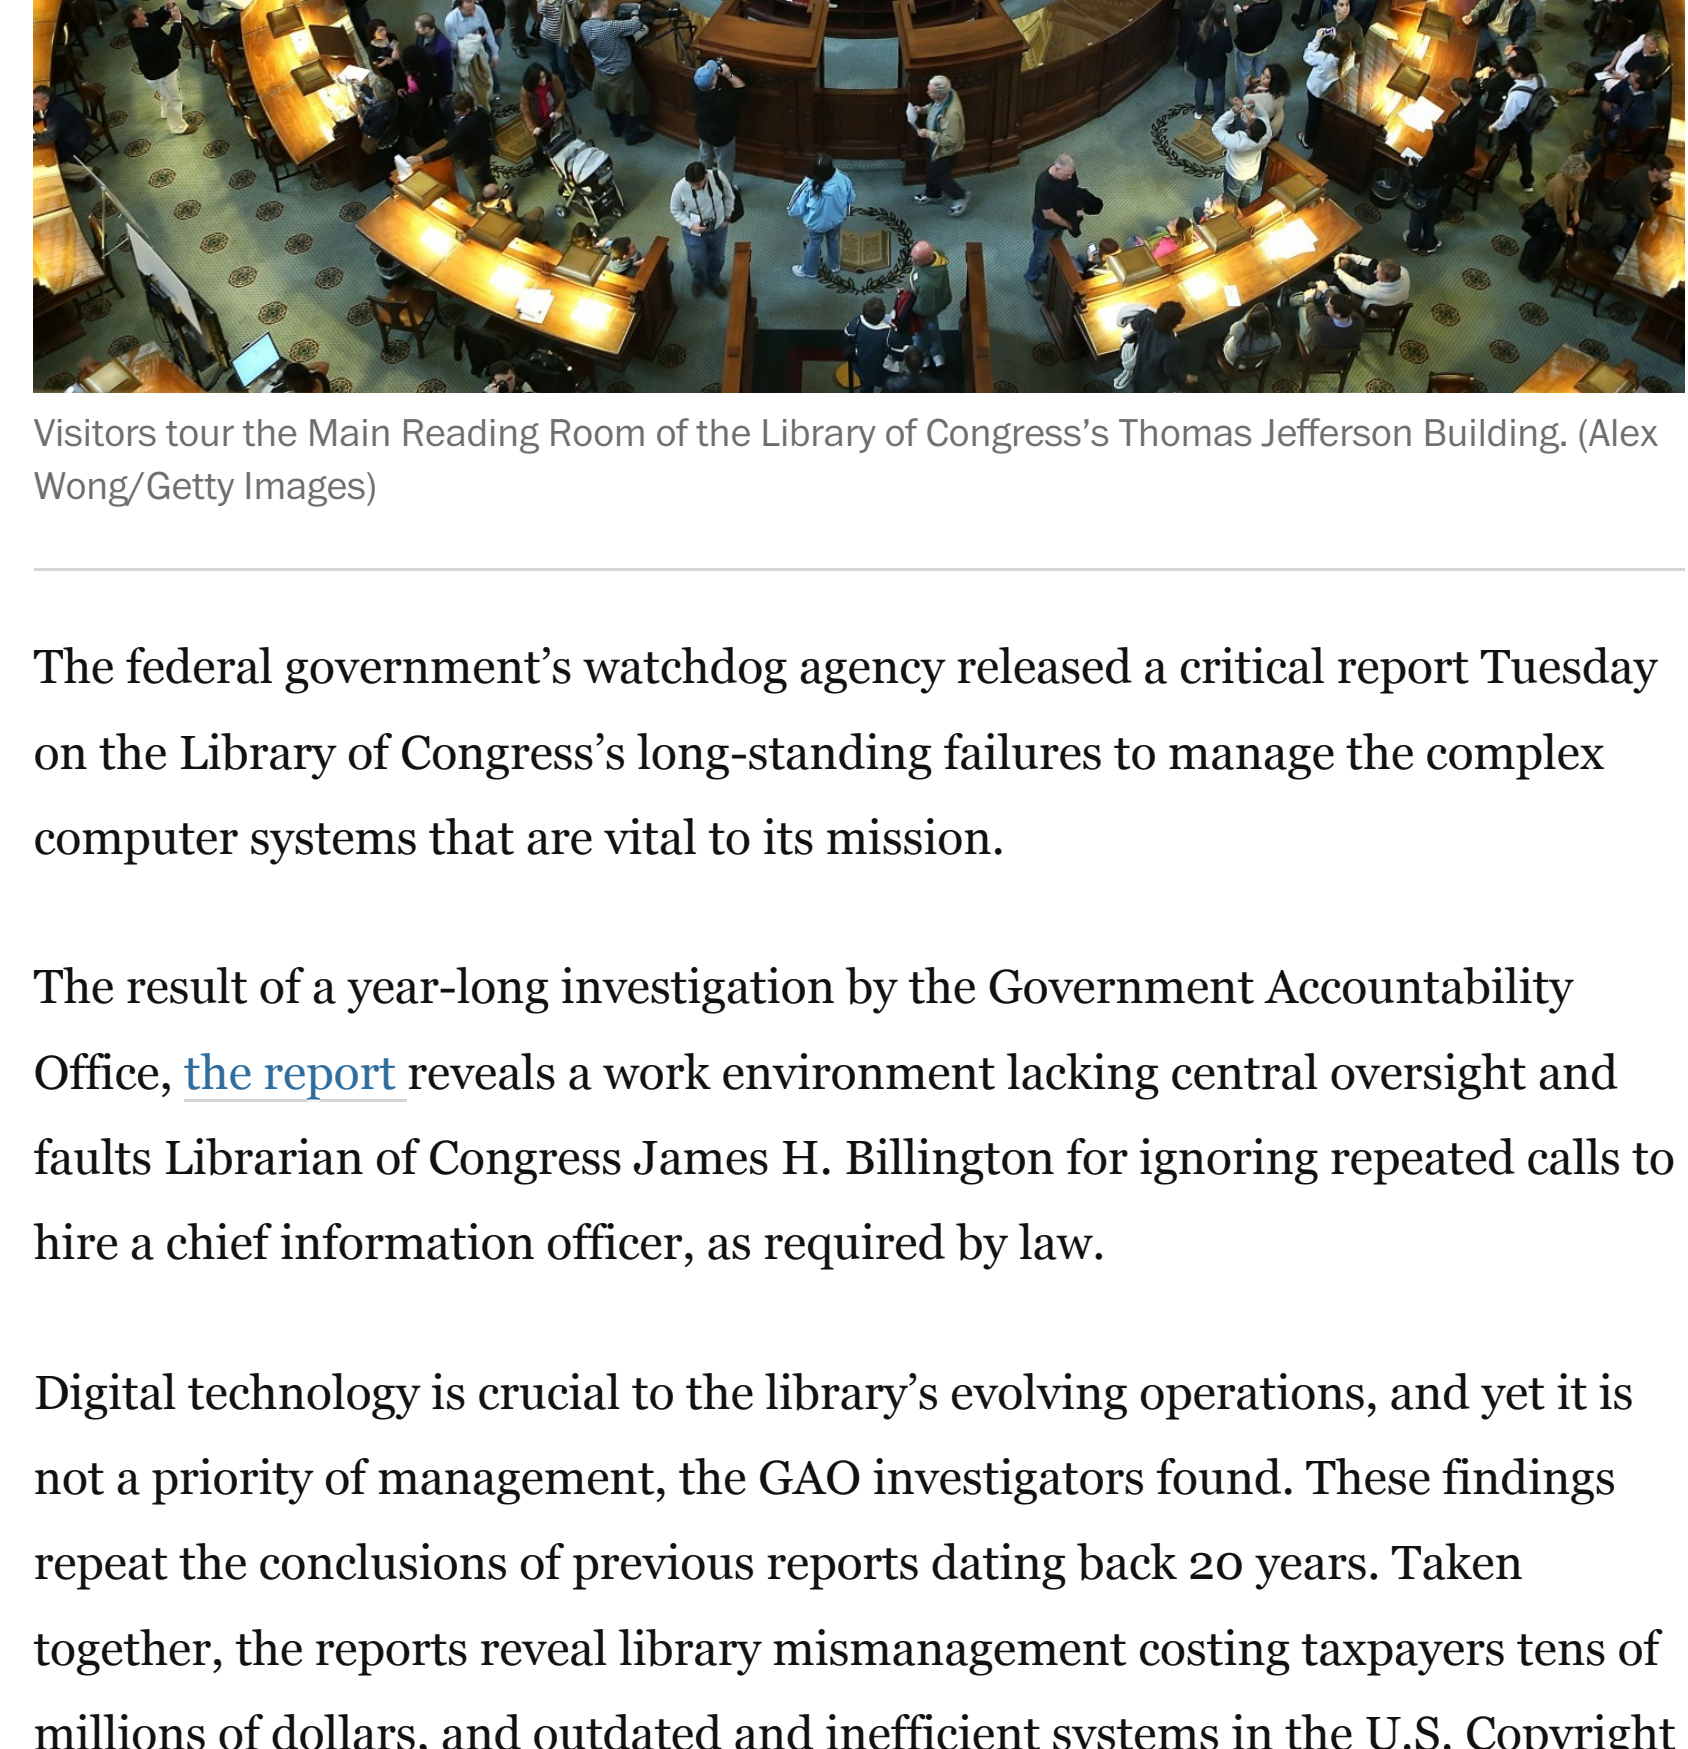 Visitors tour the Main Reading Room of the Library of Congress’s Thomas Jefferson Building. (Alex
Wong/Getty Images)
The federal government’s watchdog agency released a critical report Tuesday
on the Library of Congress’s long-standing failures to manage the complex
computer systems that are vital to its mission.
The result of a year-long investigation by the Government Accountability
Office, the report reveals a work environment lacking central oversight and
faults Librarian of Congress James H. Billington for ignoring repeated calls to
hire a chief information officer, as required by law.
Digital technology is crucial to the library’s evolving operations, and yet it is
not a priority of management, the GAO investigators found. These findings
repeat the conclusions of previous reports dating back 20 years. Taken
together, the reports reveal library mismanagement costing taxpayers tens of
millions of dollars, and outdated and inefficient systems in the U.S. Copyright